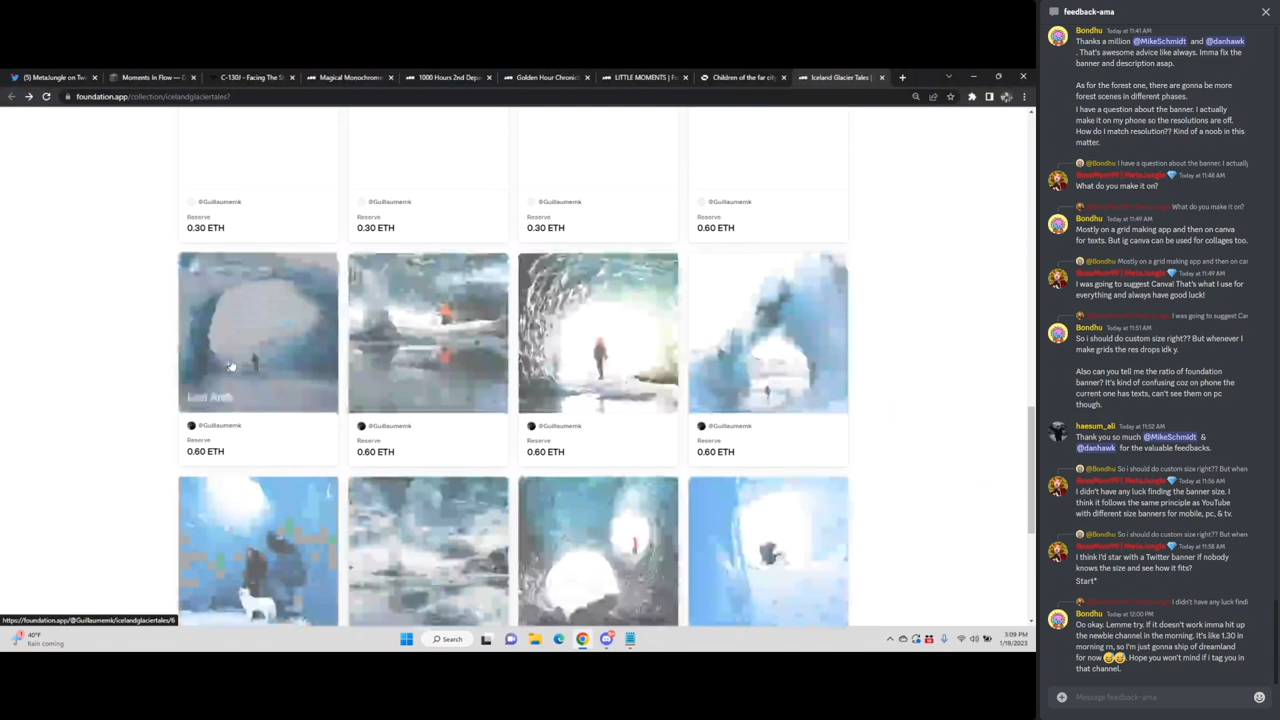 (5) MetaJungle on Tw
Moments In Flow — D
C-130J - Facing The S
Magical Monochrome
1000 Hours 2nd Dep
Golden Hour Chronicl
LITTLE MOMENTS | Fo
Children of the far cit
Iceland Glacier Tales |
foundation.app/collection/icelandglaciertales?
@Guillaumemk
@Guillaumemk
@Guillaumemk
@Guillaumemk
Reserve
Reserve
Reserve
Reserve
0.30 ETH
0.30 ETH
0.30 ETH
0.60 ETH
Lost Arch
@Guillaumemk
@Guillaumemk
@Guillaumemk
@Guillaumemk
Reserve
Reserve
Reserve
Reserve
0.60 ETH
0.60 ETH
0.60 ETH
0.60 ETH
https://foundation.app/@Guillaumemk/icelandglaciertales/6
40°F
Rain coming
Search
3:09 PM
1/19/2023
feedback-ama
Bondhu Today at 11:41 AM
Thanks a million @MikeSchmidt and @danhawk
. That's awesome advice like always. Imma fix the
banner and description asap.
As for the forest one, there are gonna be more
forest scenes in different phases.
I have a question about the banner. I actually
make it on my phone so the resolutions are off.
How do I match resolution?? Kind of a noob in this
matter.
@Bondhu I have a question about the banner. I actually
Today at 11:48 AM
What do you make it on?
What do you make it on?
Bondhu Today at 11:49 AM
Mostly on a grid making app and then on canva
for texts. But ig canva can be used for collages too.
@Bondhu Mostly on a grid making app and then on can
Today at 11:49 AM
I was going to suggest Canva! That's what I use for
everything and always have good luck!
I was going to suggest Can
Bondhu Today at 11:51 AM
So i should do custom size right?? But whenever I
make grids the res drops idk y.
Also can you tell me the ratio of foundation
banner? It's kind of confusing coz on phone the
current one has texts, can't see them on pc
though.
haesum_ali Today at 11:52 AM
Thank you so much @MikeSchmidt &
@danhawk for the valuable feedbacks.
@Bondhu So i should do custom size right?? But when
Today at 11:56 AM
I didn't have any luck finding the banner size. I
think it follows the same principle as YouTube
with different size banners for mobile, pc, & tv.
@Bondhu So i should do custom size right?? But when
Today at 11:58 AM
I think I'd star with a Twitter banner if nobody
knows the size and see how it fits?
Start*
I didn't have any luck findi
Bondhu Today at 12:00 PM
Oo okay. Lemme try. If it doesn't work imma hit up
the newbie channel in the morning. It's like 1.30 in
morning rn, so I'm just gonna ship of dreamland
for now. Hope you won't mind if i tag you in
that channel.
Message feedback-ama